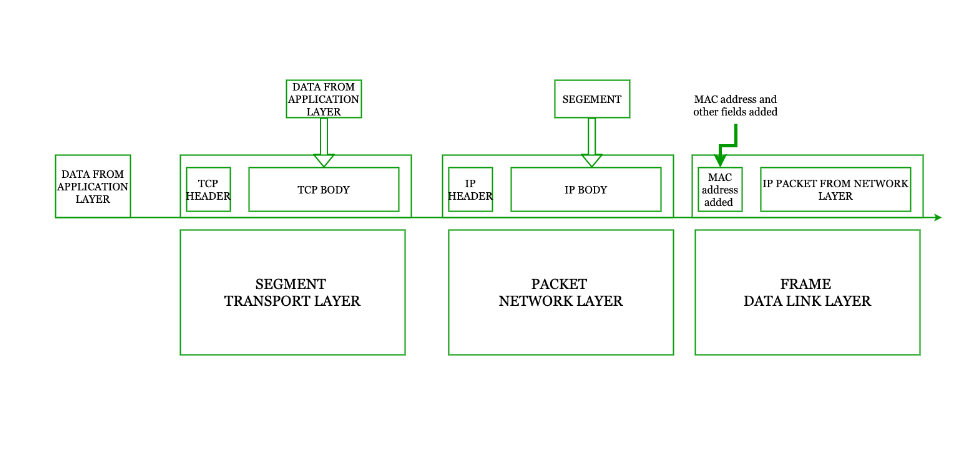 DATA FROM
APPLICATION
LAYER
SEGEMENT
MAC address and
other fields added
DATA FROM
APPLICATION
LAYER
TCP
HEADER
TCP BODY
IP
HEADER
IP BODY
MAC
address
added
IP PACKET FROM NETWORK
LAYER
SEGMENT
TRANSPORT LAYER
PACKET
NETWORK LAYER
FRAME
DATA LINK LAYER